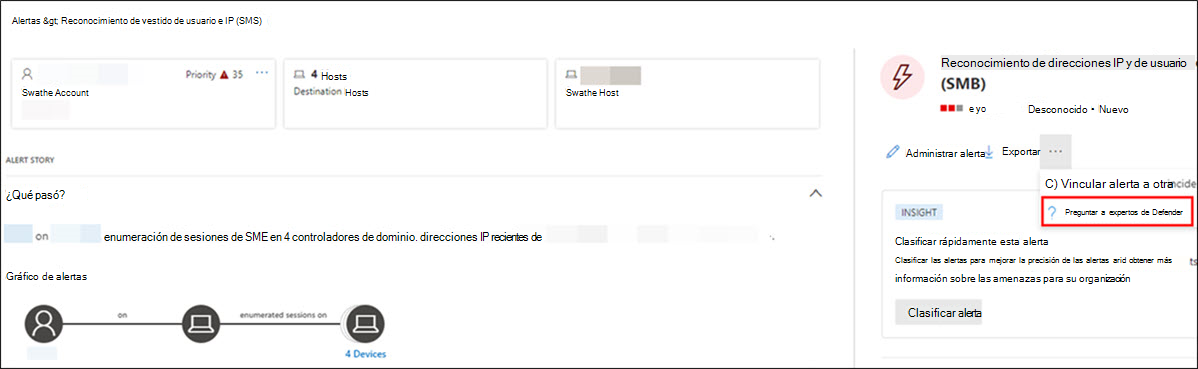 Alertas &gt; Reconocimiento de vestido de usuario e IP (SMS)
Priority 35 ...
Swathe Account
4 Hosts
Destination Hosts
Swathe Host
ALERT STORY
¿Qué pasó?
on enumeración de sesiones de SME en 4 controladores de dominio. direcciones IP recientes de
Gráfico de alertas
on
enumerated sessions on
4 Devices
Reconocimiento de direcciones IP y de usuario
(SMB)
e yo Desconocido • Nuevo
Administrar alerta Exportar ...
C) Vincular alerta a otra incide
? Preguntar a expertos de Defender
INSIGHT
Clasificar rápidamente esta alerta
Clasificar las alertas para mejorar la precisión de las alertas arid obtener más
información sobre las amenazas para su organización
Clasificar alerta